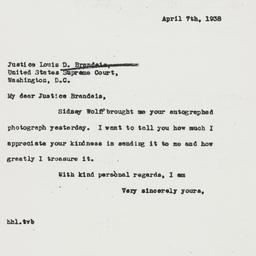 April 7th, 1938
Justice Louis D. Brandeis,
United States Supreme Court,
Washington, D.C.
My dear Justice Brandeis,
Sidney Wolf brought me your autographed
photograph yesterday. I want to tell you how much I
appreciate your kindness in sending it to me and how
greatly I treasure it.
With kind personal regards, I am
Very sincerely yours,
hhl.tvb